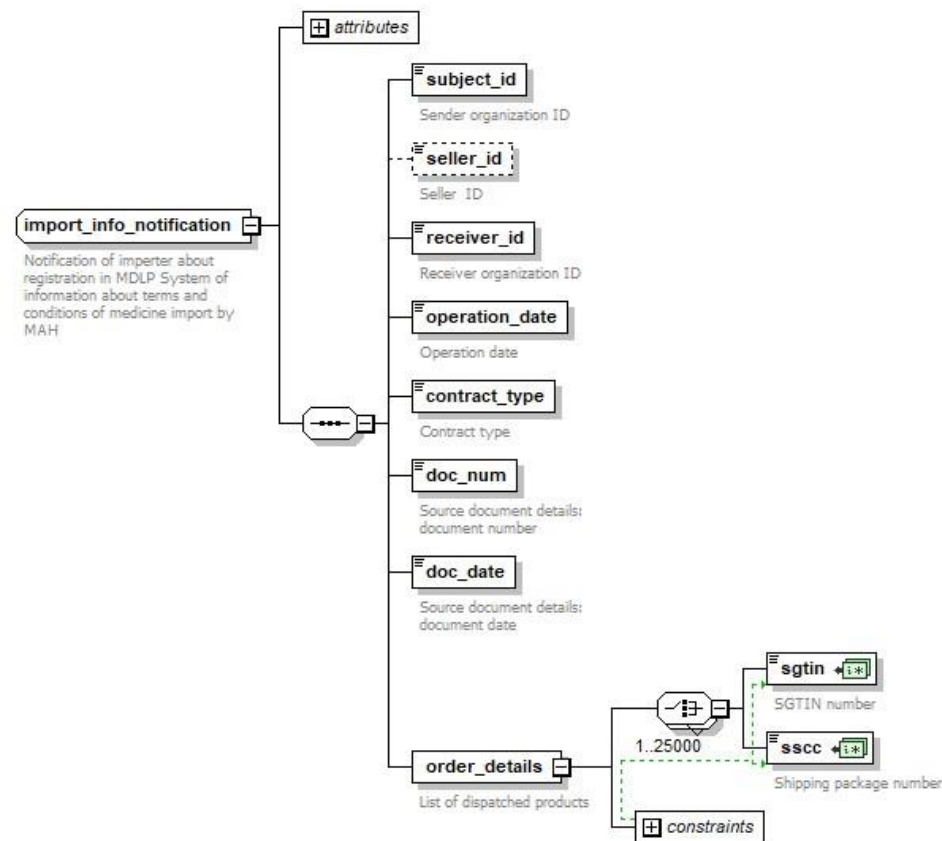 attributes
subject_id
Sender organization ID
seller_id
Seller ID
import_info_notification
Notification of imperter about
registration in MDLP System of
information about terms and
conditions of medicine import by
MAH
receiver_id
Receiver organization ID
operation_date
Operation date
contract_type
Contract type
doc_num
Source document details:
document number
doc_date
Source document details:
document date
order_details
List of dispatched products
1..25000
sgtin i*
SGTIN number
sscc i*
Shipping package number
constraints